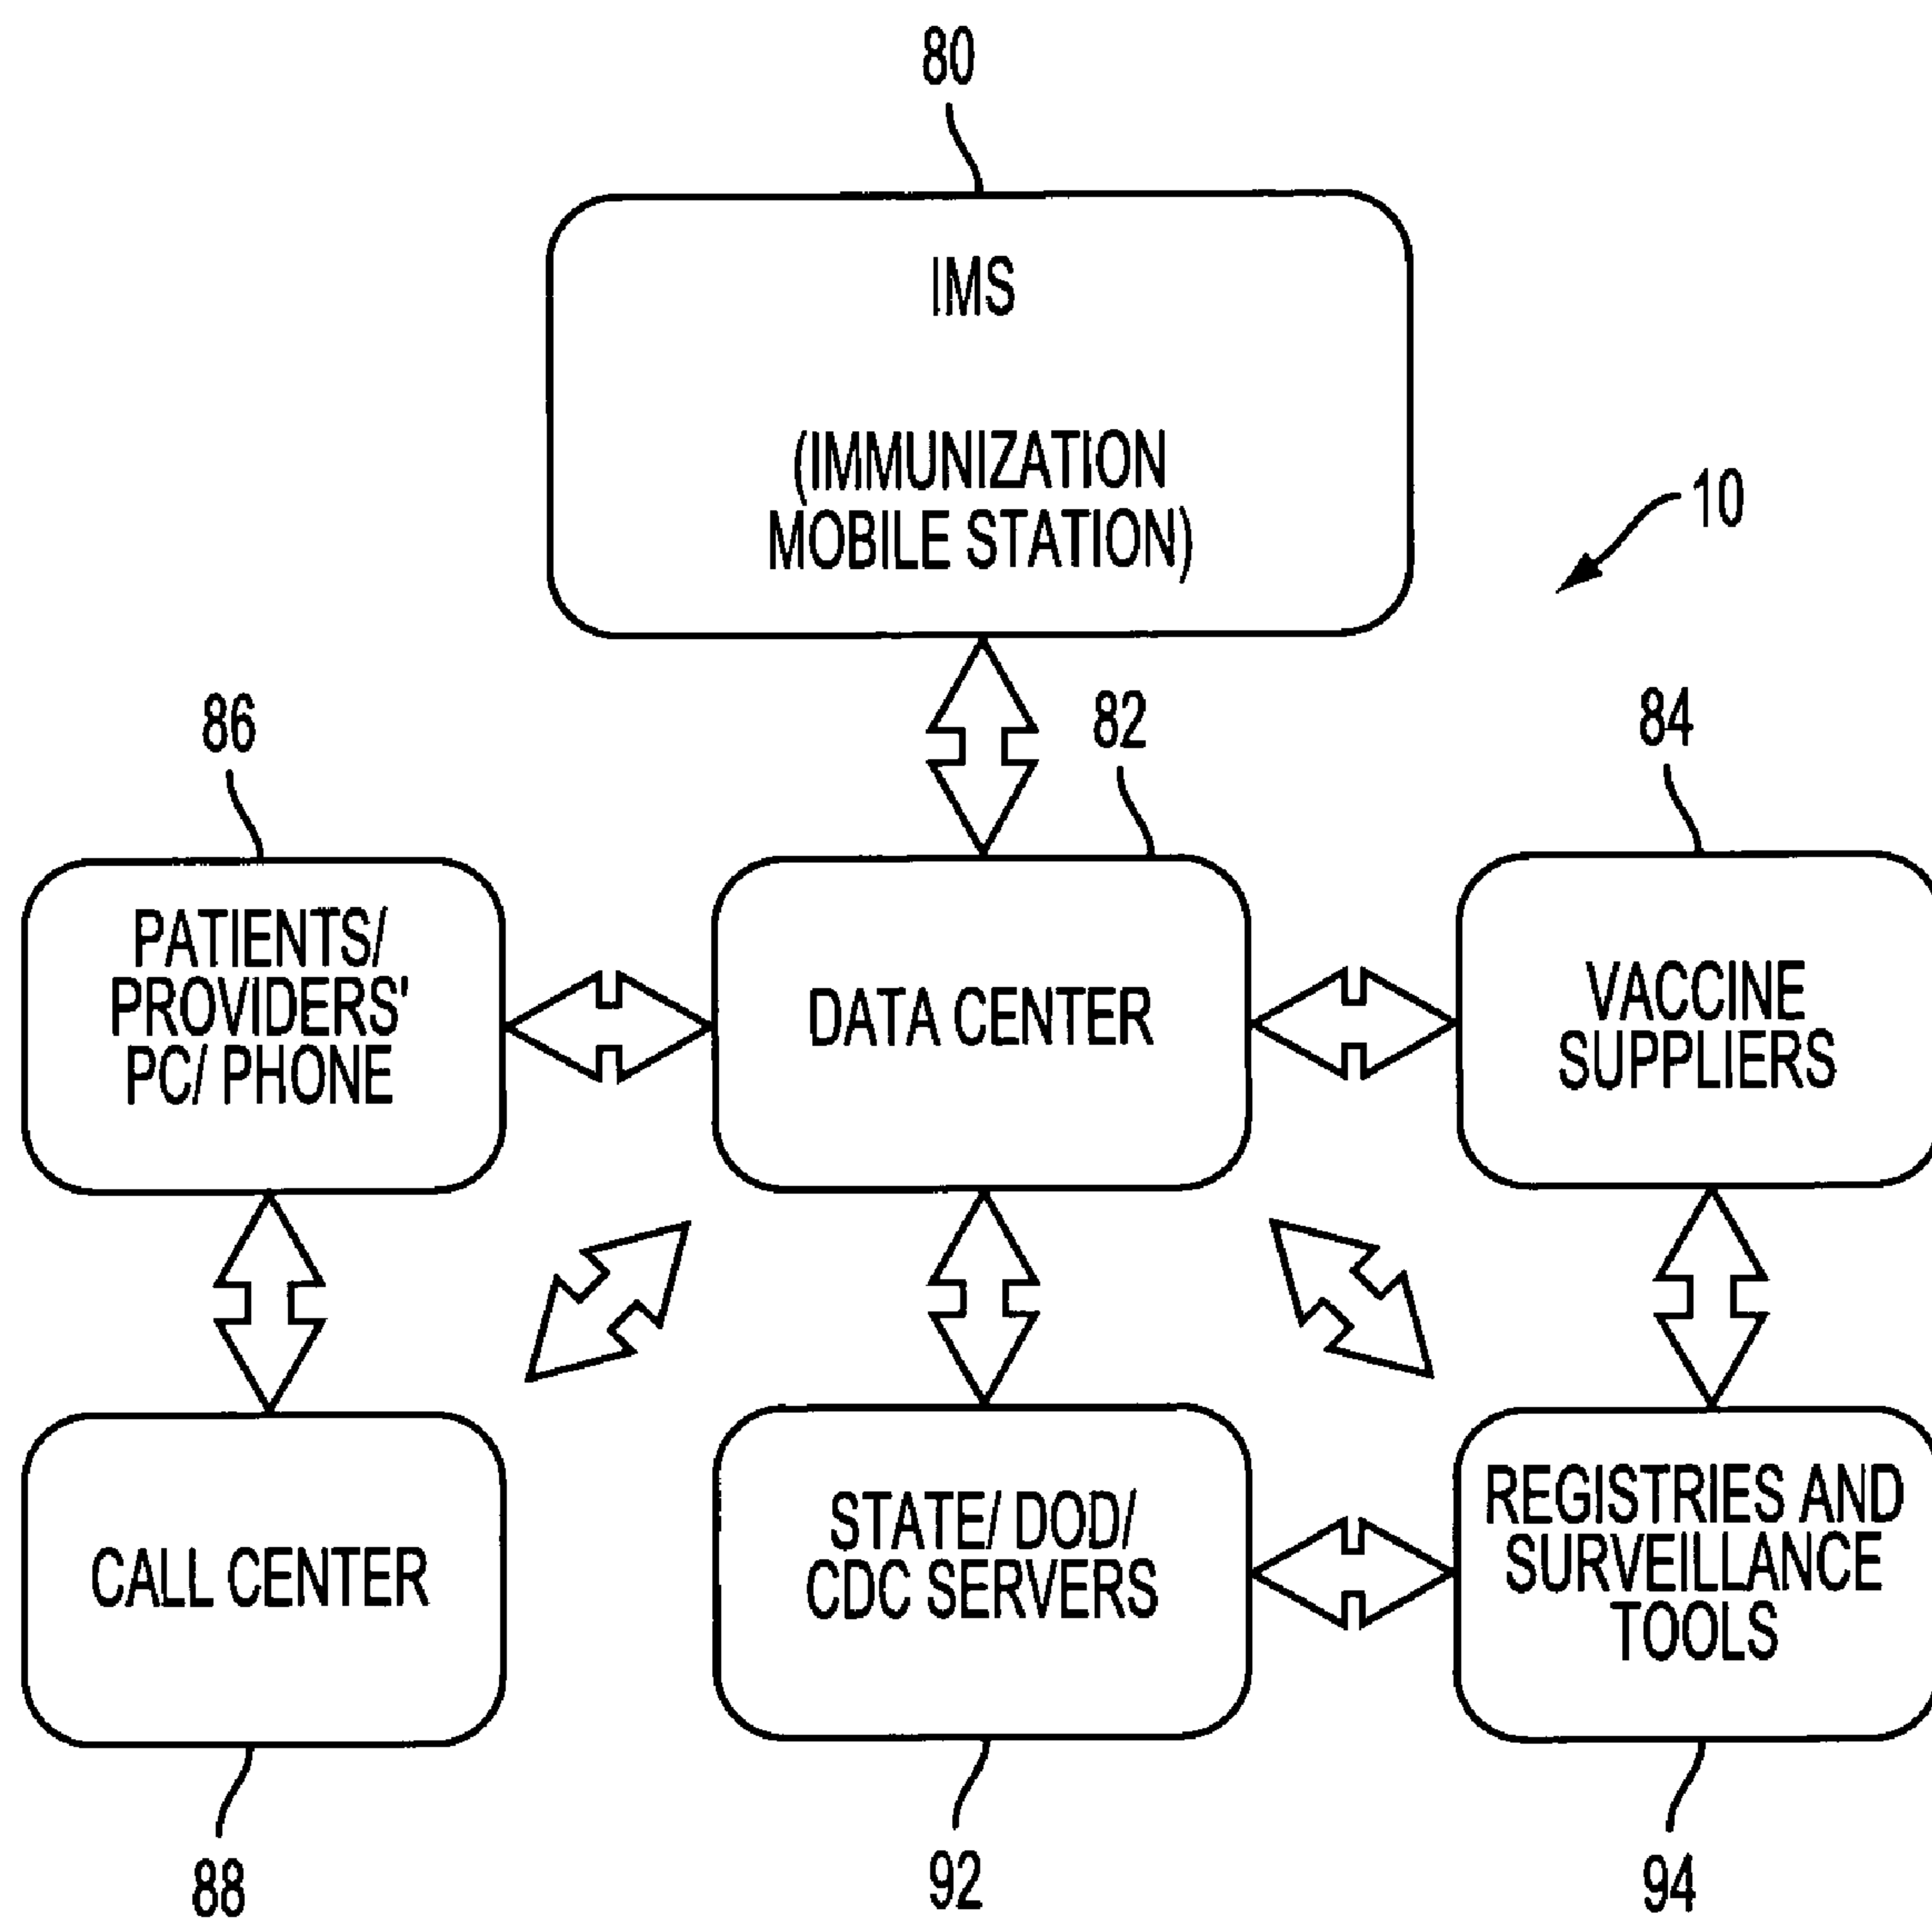 80
IMS
(IMMUNIZATION
MOBILE STATION)
10
86
82
84
PATIENTS/
PROVIDERS'
PC/ PHONE
DATA CENTER
VACCINE
SUPPLIERS
CALL CENTER
STATE/ DOD/
CDC SERVERS
REGISTRIES AND
SURVEILLANCE
TOOLS
88
92
94